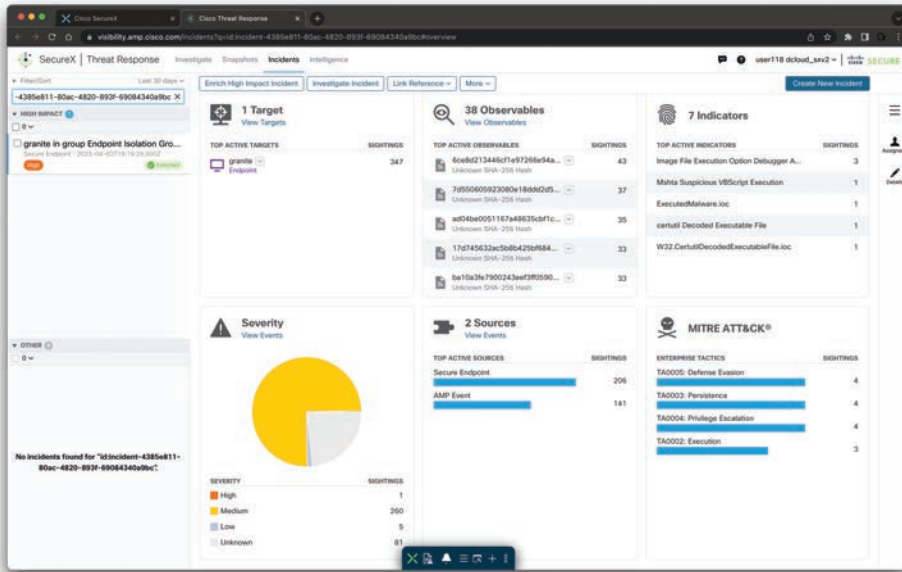 Cisco SecureX
Cisco Threat Response
visibility.amp.cisco.com/incidents?q=id:incident-4385e811-80ac-4820-893f-69084340a9bc#overview
SecureX | Threat Response
Investigate
Snapshots
Incidents
Intelligence
user118 dcloud_sxv2
CISCO SECURE
Filter/Sort
Last 30 days
-4385e811-80ac-4820-893f-69084340a9bc
HIGH IMPACT 1
0
granite in group Endpoint Isolation Gro...
High
Enriched
OTHER 0
0
No incidents found for "id:incident-4385e811-
80ac-4820-893f-69084340a9bc".
Enrich High Impact Incident
Investigate Incident
Link Reference
More
Create New Incident
1 Target
View Targets
TOP ACTIVE TARGETS SIGHTINGS
granite 347
Endpoint
38 Observables
View Observables
TOP ACTIVE OBSERVABLES SIGHTINGS
6ce8d213446cf1e97266e94a... 43
Unknown SHA-256 Hash
7d550605923080e18ddd2d5... 37
Unknown SHA-256 Hash
ad04be0051167a48635cbf1c... 35
Unknown SHA-256 Hash
17d745632ac5b8b425bf684... 33
Unknown SHA-256 Hash
ba10a3fe7900243eef3ff0590... 33
Unknown SHA-256 Hash
7 Indicators
TOP ACTIVE INDICATORS SIGHTINGS
Image File Execution Option Debugger A... 3
Mshta Suspicious VBScript Execution 1
ExecutedMalware.ioc 1
certutil Decoded Executable File 1
W32.CertutilDecodedExecutableFile.ioc 1
Severity
View Events
SEVERITY SIGHTINGS
High 1
Medium 260
Low 5
Unknown 81
2 Sources
View Events
TOP ACTIVE SOURCES SIGHTINGS
Secure Endpoint 206
AMP Event 141
MITRE ATT&CK®
ENTERPRISE TACTICS SIGHTINGS
TA0005: Defense Evasion 4
TA0003: Persistence 4
TA0004: Privilege Escalation 4
TA0002: Execution 3